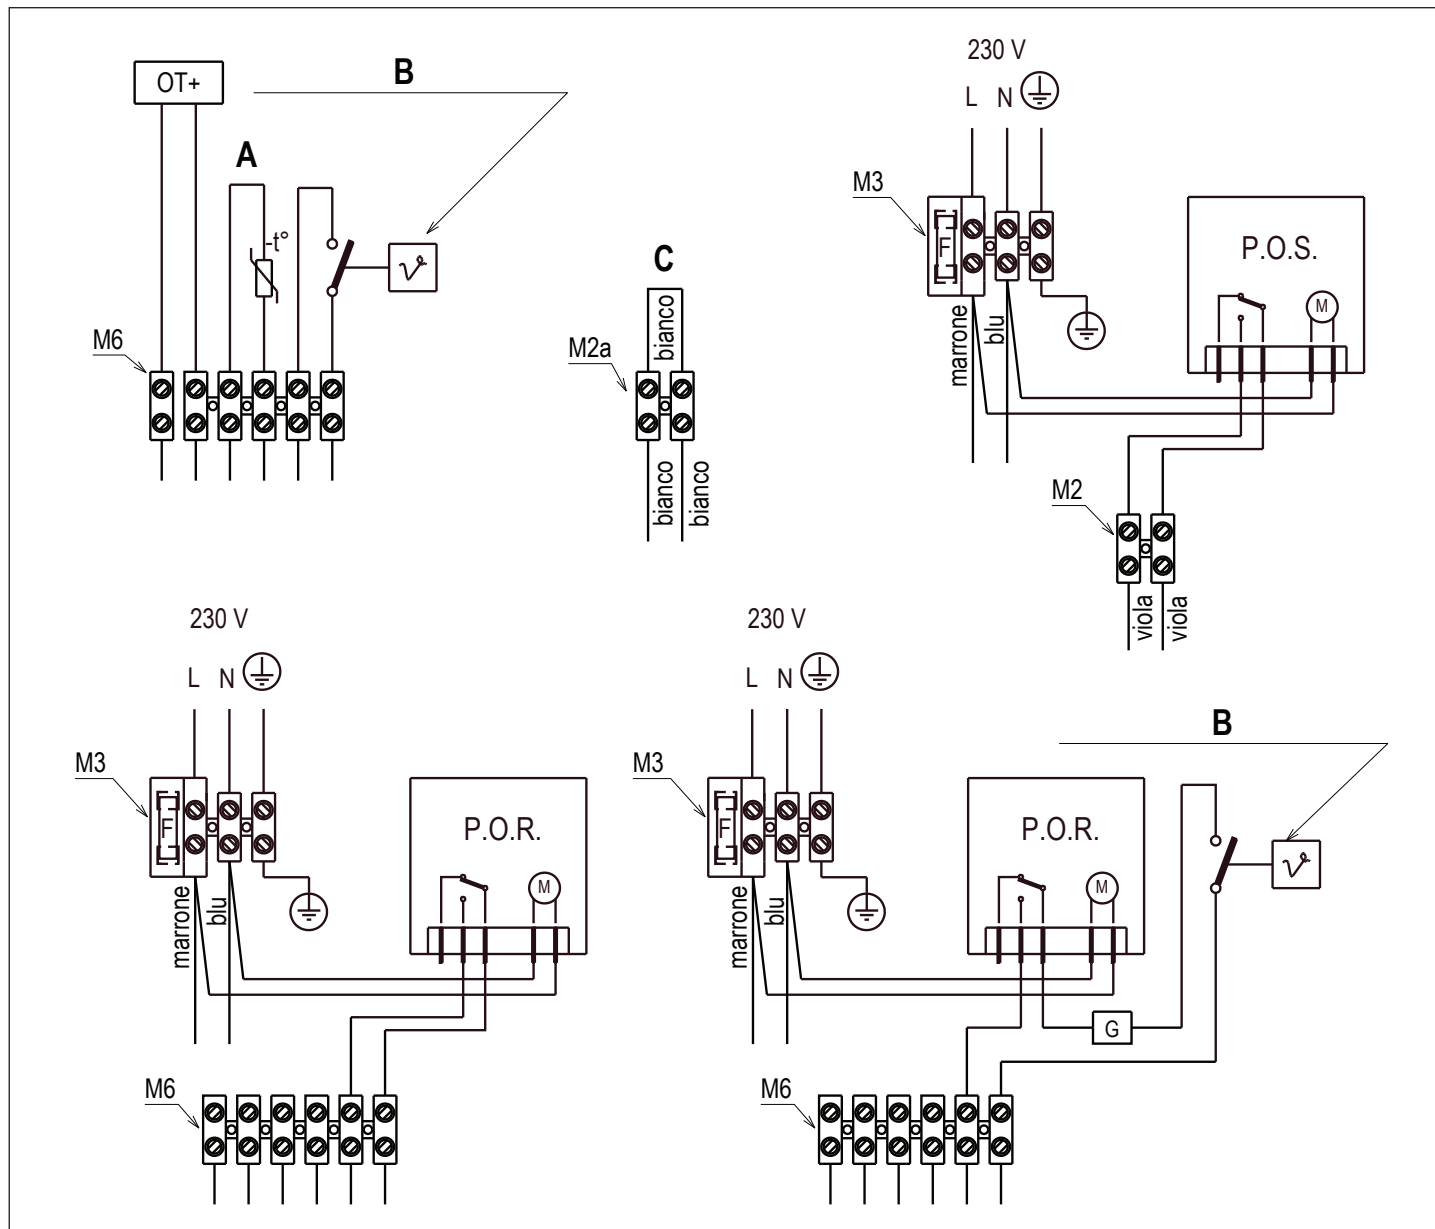 OT+
B
A
-t°
M6
C
bianco
M2a
bianco
bianco
230 V
L N
M3
F
P.O.S.
M
marrone
blu
M2
viola
viola
230 V
L N
M3
F
P.O.R.
M
marrone
blu
M6
230 V
L N
B
M3
F
P.O.R.
M
marrone
blu
G
M6